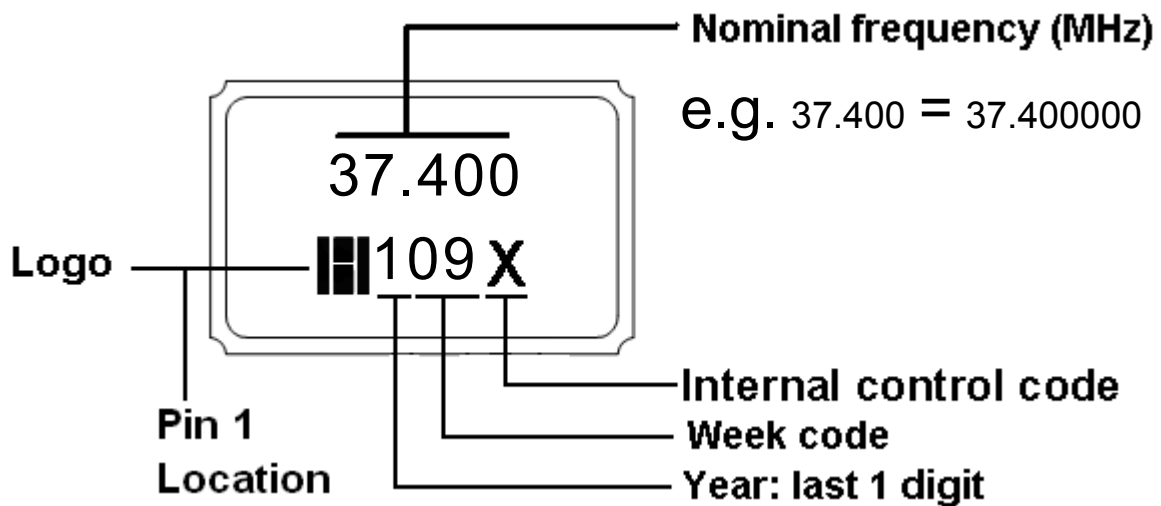 Nominal frequency (MHz)
e.g. 37.400 = 37.400000
37.400
109 X
Logo
Internal control code
Pin 1
Location
Week code
Year: last 1 digit